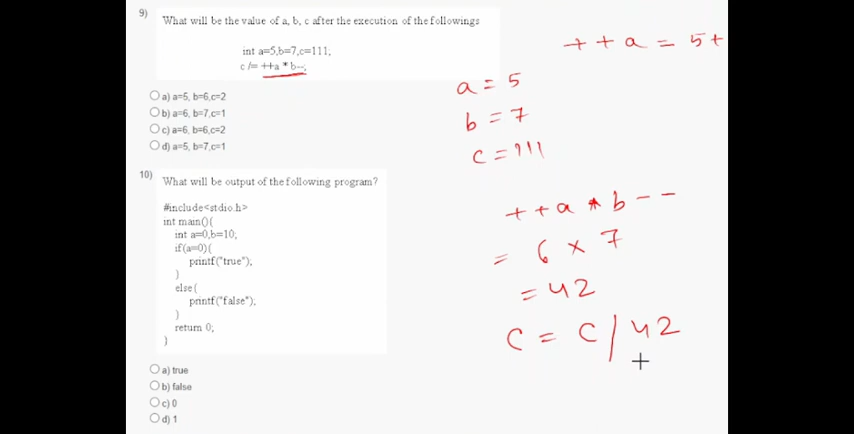 9) What will be the value of a, b, c after the execution of the followings
int a=5,b=7,c=111;
c /= ++a * b--;
a) a=5, b=6,c=2
b) a=6, b=7,c=1
c) a=6, b=6,c=2
d) a=5, b=7,c=1
10) What will be output of the following program?
#include<stdio.h>
int main(){
int a=0,b=10;
if(a=0){
printf("true");
}
else{
printf("false");
}
return 0;
}
a) true
b) false
c) 0
d) 1
++a = 5+
a = 5
b = 7
c = 111
++a * b--
= 6 × 7
= 42
c = c/42